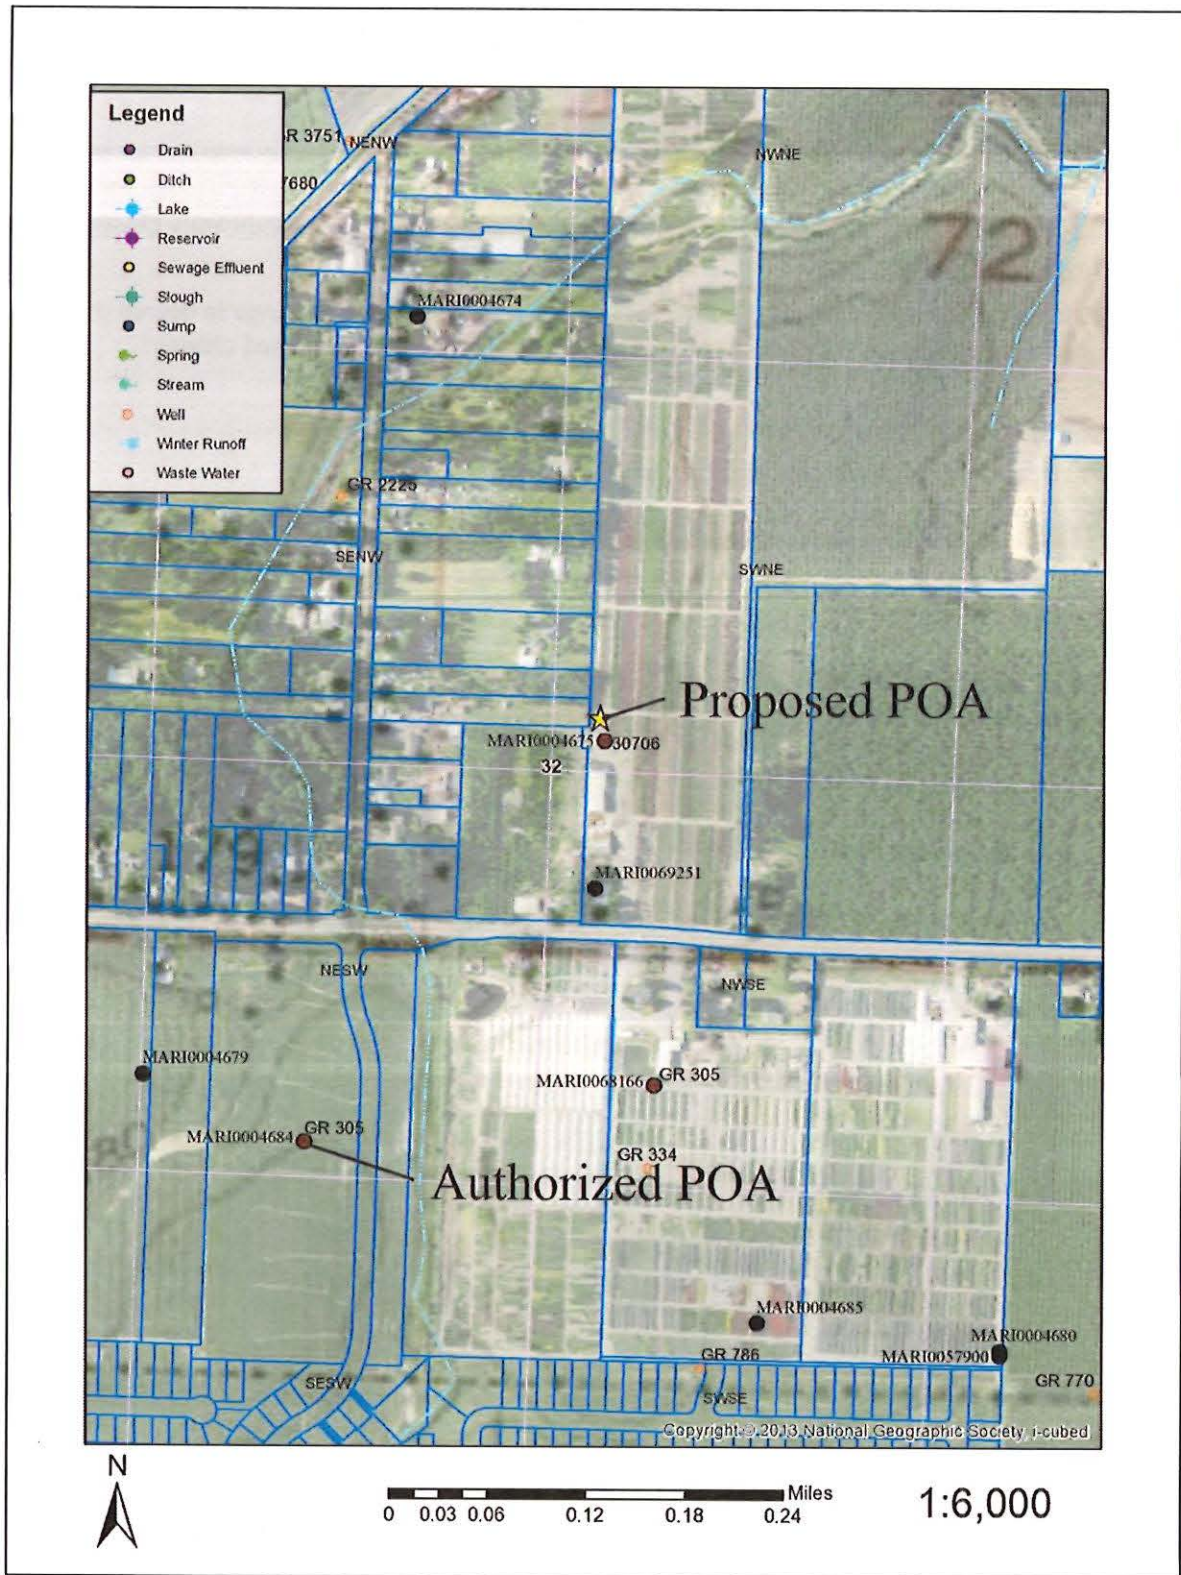 Legend
Drain
Ditch
Lake
Reservoir
Sewage Effluent
Slough
Sump
Spring
Stream
Well
Winter Runoff
Waste Water
R 3751
NENW
7680
NWNE
72
MARI0004674
GR 2225
SENW
SWNE
Proposed POA
MARI0004675
30706
32
MARI0069251
NESW
NWSE
MARI0004679
MARI0068166
GR 305
MARI0004684
GR 305
GR 334
Authorized POA
MARI0004685
MARI0004680
MARI0057900
GR 786
GR 770
SESW
SWSE
Copyright:© 2013 National Geographic Society, i-cubed
N
Miles
0 0.03 0.06 0.12 0.18 0.24
1:6,000